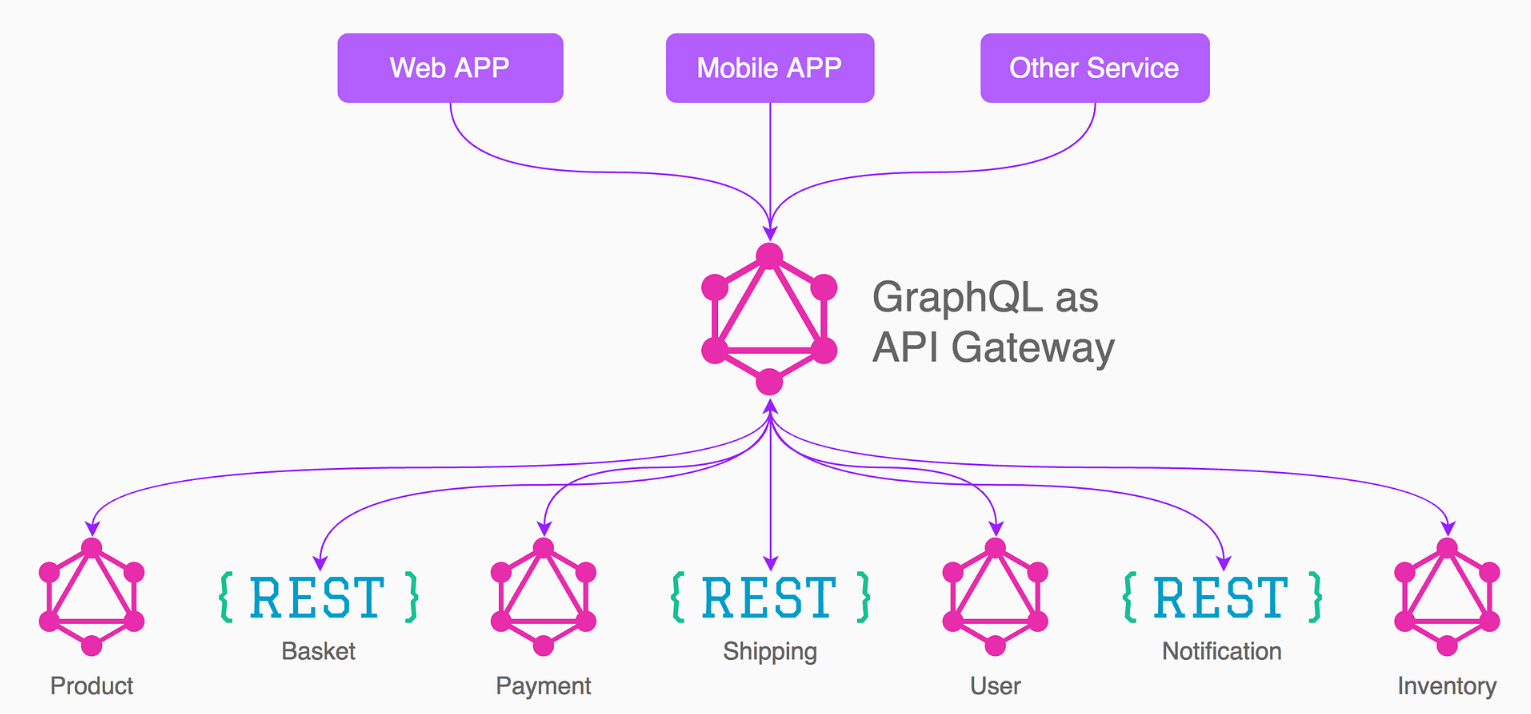 Web APP
Mobile APP
Other Service
GraphQL as
API Gateway
{ REST }
{ REST }
{ REST }
Basket
Shipping
Notification
Product
Payment
User
Inventory